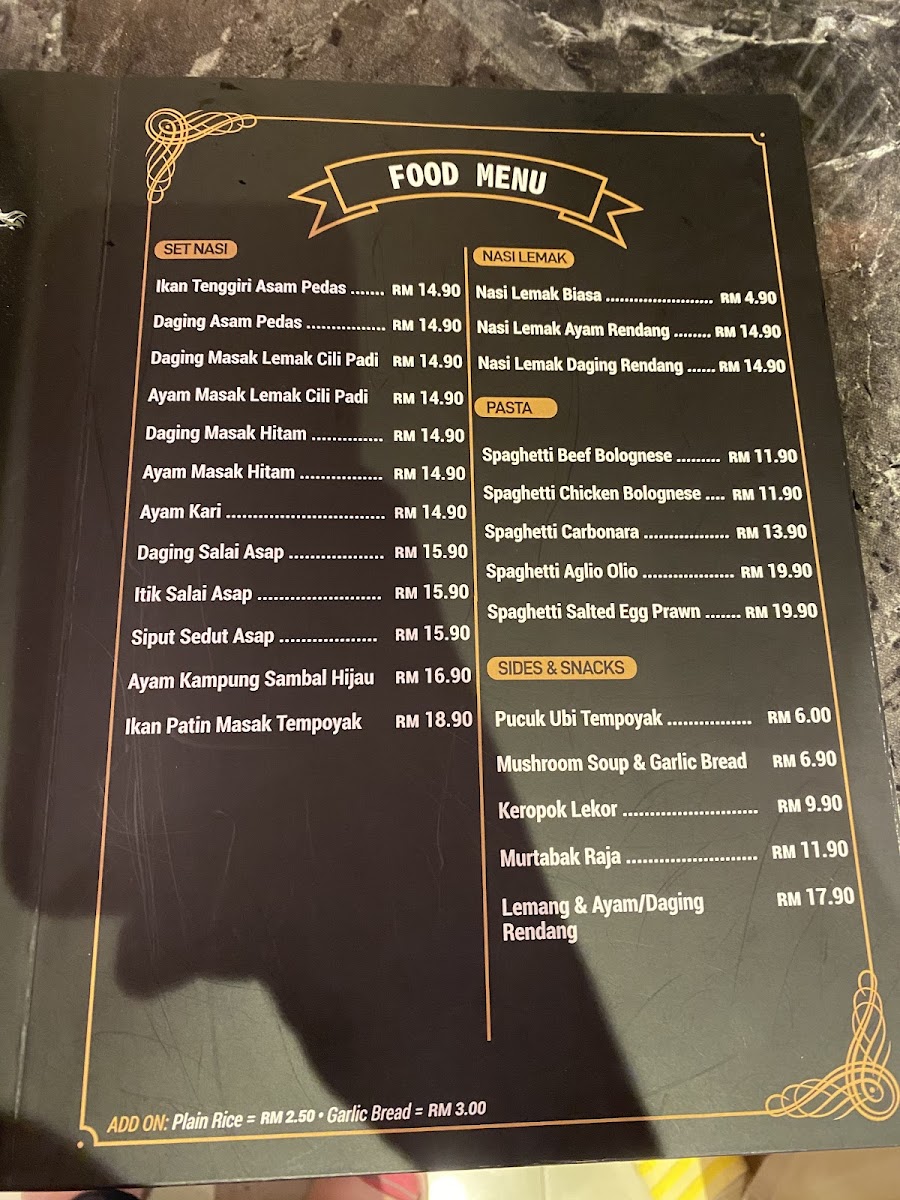 FOOD MENU
SET NASI
Ikan Tenggiri Asam Pedas ....... RM 14.90
Daging Asam Pedas ................ RM 14.90
Daging Masak Lemak Cili Padi RM 14.90
Ayam Masak Lemak Cili Padi RM 14.90
Daging Masak Hitam .............. RM 14.90
Ayam Masak Hitam ................ RM 14.90
Ayam Kari ............................... RM 14.90
Daging Salai Asap ................... RM 15.90
Itik Salai Asap ........................ RM 15.90
Siput Sedut Asap ................... RM 15.90
Ayam Kampung Sambal Hijau RM 16.90
Ikan Patin Masak Tempoyak RM 18.90
NASI LEMAK
Nasi Lemak Biasa ....................... RM 4.90
Nasi Lemak Ayam Rendang ........ RM 14.90
Nasi Lemak Daging Rendang ...... RM 14.90
PASTA
Spaghetti Beef Bolognese ......... RM 11.90
Spaghetti Chicken Bolognese .... RM 11.90
Spaghetti Carbonara ................. RM 13.90
Spaghetti Aglio Olio ................... RM 19.90
Spaghetti Salted Egg Prawn ....... RM 19.90
SIDES & SNACKS
Pucuk Ubi Tempoyak ................ RM 6.00
Mushroom Soup & Garlic Bread RM 6.90
Keropok Lekor .......................... RM 9.90
Murtabak Raja ......................... RM 11.90
Lemang & Ayam/Daging RM 17.90
Rendang
ADD ON: Plain Rice = RM 2.50 • Garlic Bread = RM 3.00